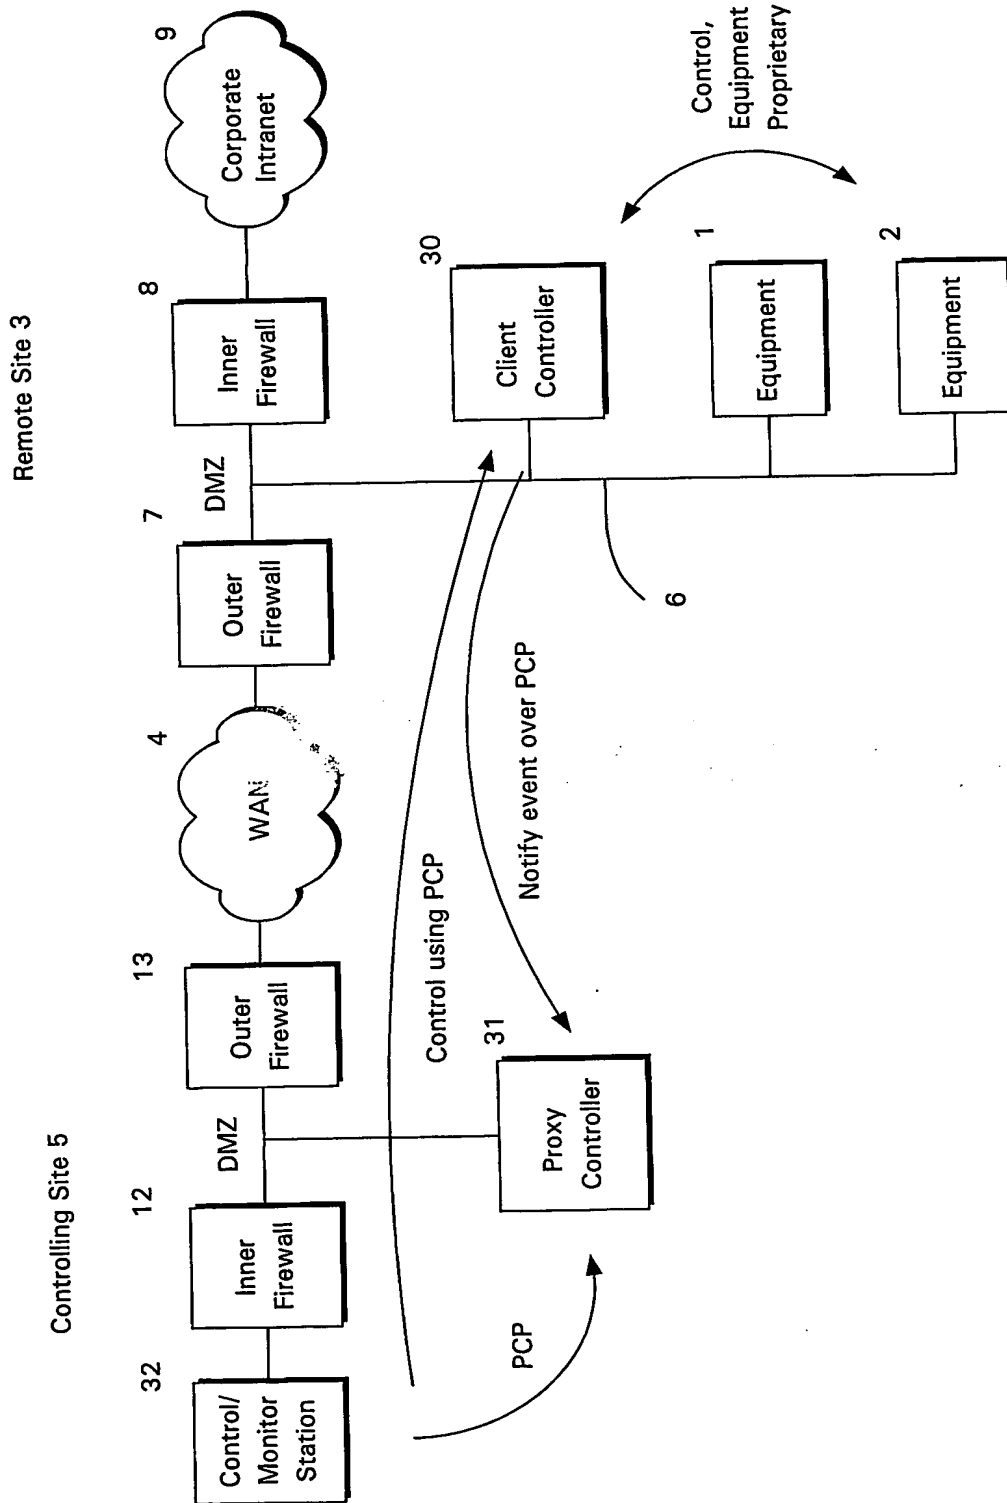 Controlling Site 5
Remote Site 3
32
Control/
Monitor
Station
12
Inner
Firewall
DMZ
13
Outer
Firewall
4
WAN
7
Outer
Firewall
DMZ
8
Inner
Firewall
9
Corporate
Intranet
PCP
31
Proxy
Controller
Control using PCP
Notify event over PCP
6
30
Client
Controller
1
Equipment
2
Equipment
Control,
Equipment
Proprietary